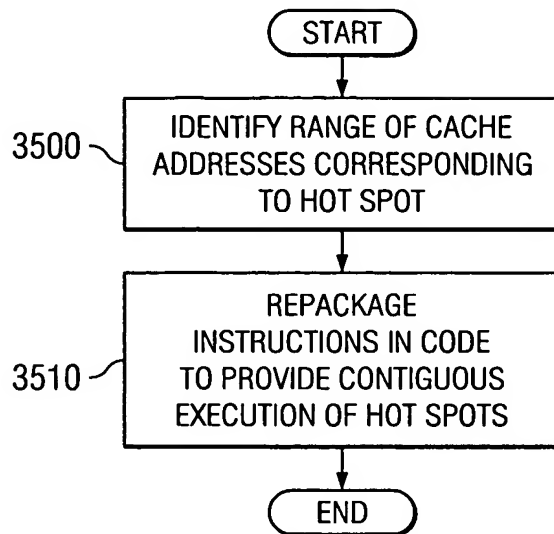 START
3500
IDENTIFY RANGE OF CACHE
ADDRESSES CORRESPONDING
TO HOT SPOT
3510
REPACKAGE
INSTRUCTIONS IN CODE
TO PROVIDE CONTIGUOUS
EXECUTION OF HOT SPOTS
END